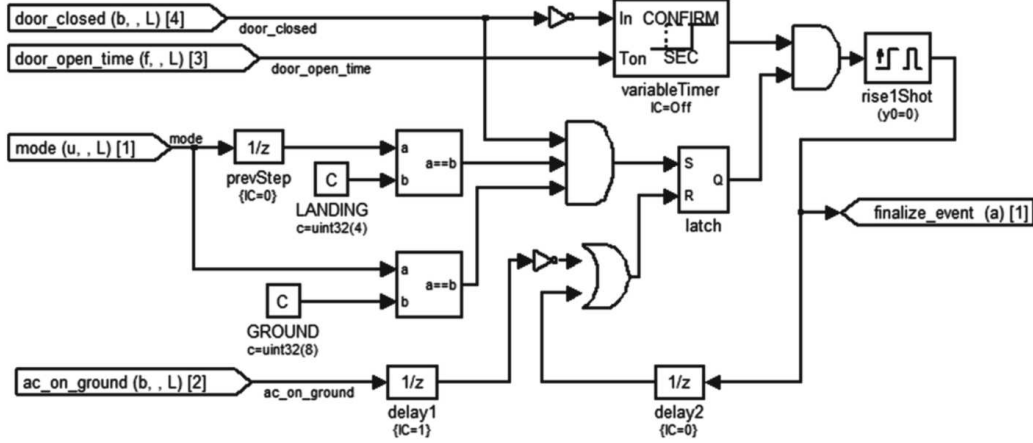 door_closed (b, , L) [4]
door_closed
In CONFIRM
door_open_time (f, , L) [3]
door_open_time
Ton SEC
variableTimer
IC=Off
rise1Shot
(y0=0)
mode (u, , L) [1]
mode
1/z
prevStep
{IC=0}
a
b
a==b
C
LANDING
c=uint32(4)
S
R
Q
latch
finalize_event (a) [1]
a
b
a==b
C
GROUND
c=uint32(8)
ac_on_ground (b, , L) [2]
ac_on_ground
1/z
delay1
{IC=1}
1/z
delay2
{IC=0}